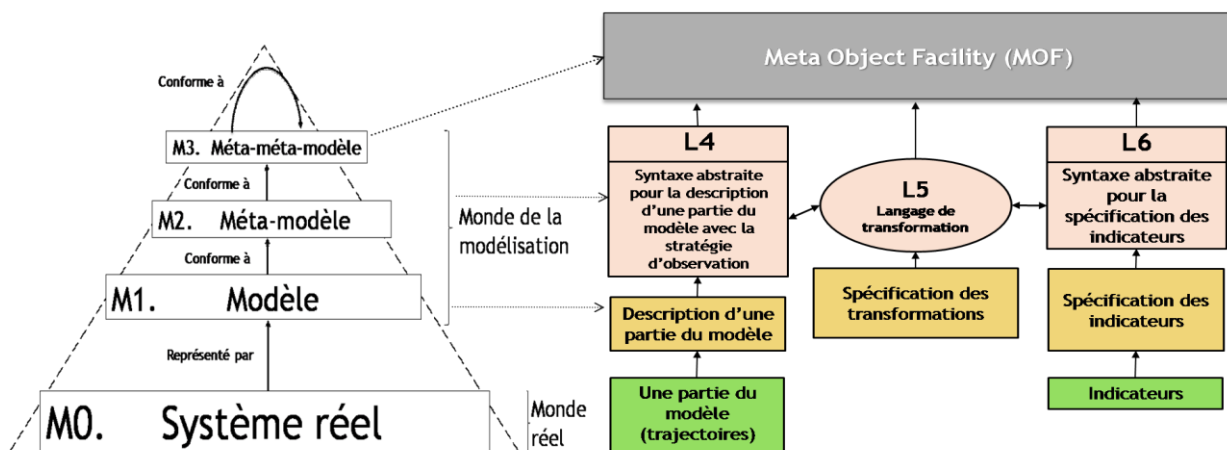 Conforme à
M3. Méta-méta-modèle
Conforme à
M2. Méta-modèle
Conforme à
M1. Modèle
Représenté par
M0. Système réel
Monde de la
modélisation
Monde
réel
Meta Object Facility (MOF)
L4
Syntaxe abstraite
pour la description
d'une partie du
modèle avec la
stratégie
d'observation
Description d'une
partie du modèle
Une partie du
modèle
(trajectoires)
L5
Langage de
transformation
Spécification des
transformations
L6
Syntaxe abstraite
pour la
spécification des
indicateurs
Spécification des
indicateurs
Indicateurs